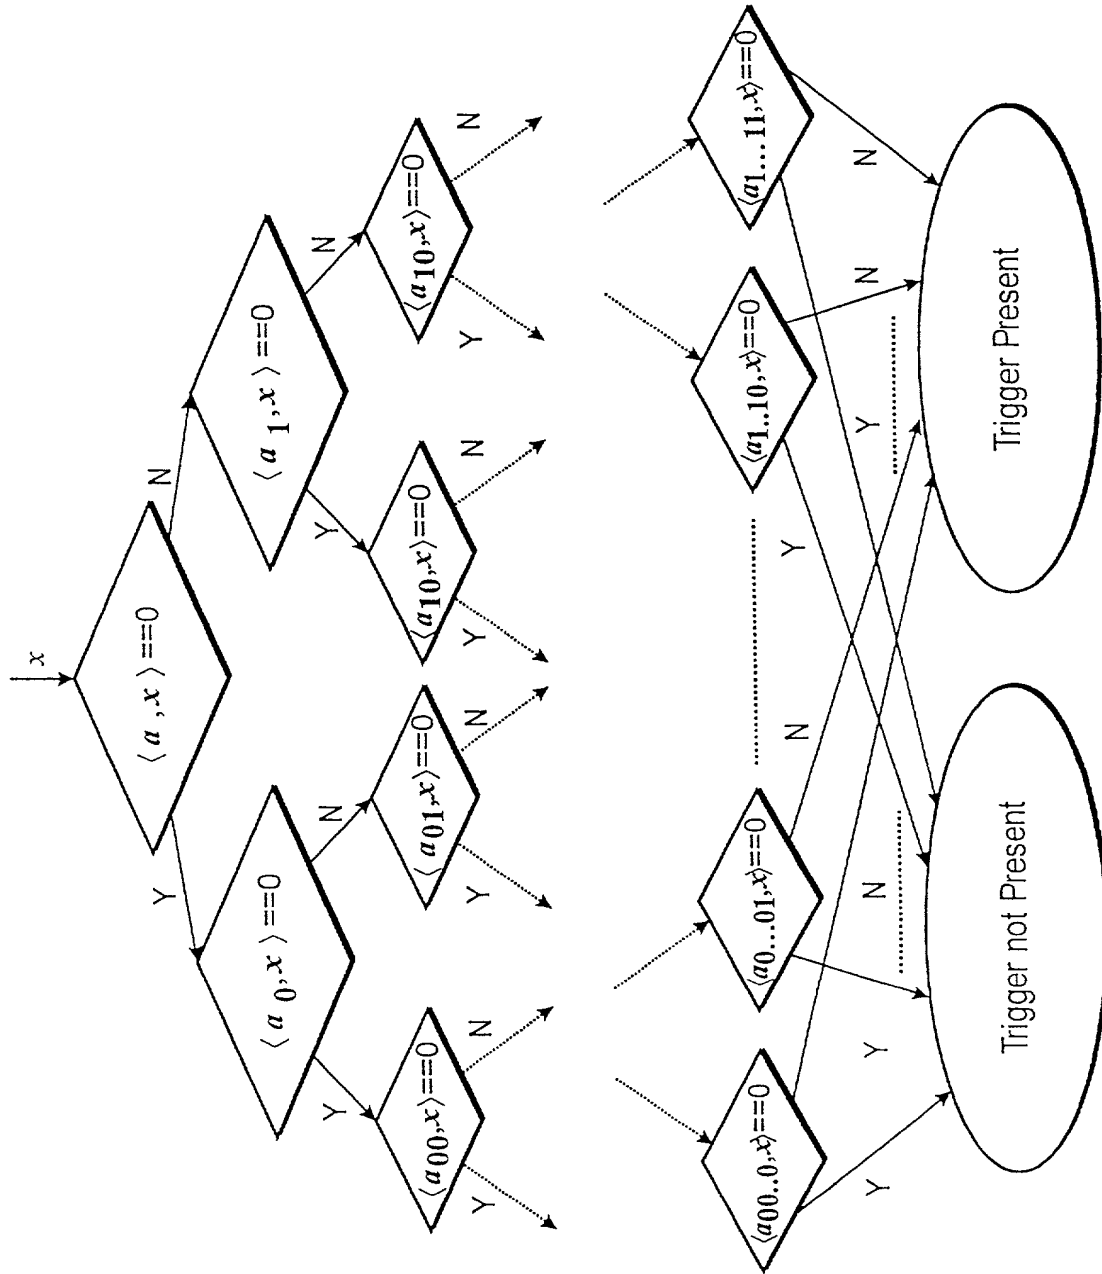 x
⟨a,x⟩==0
Y
N
⟨a0,x⟩==0
⟨a1,x⟩==0
Y
N
Y
N
⟨a00,x⟩==0
⟨a01,x⟩==0
⟨a10,x⟩==0
⟨a10,x⟩==0
Y
N
Y
N
Y
N
Y
N
⟨a00..0,x⟩==0
⟨a0...01,x⟩==0
⟨a1..10,x⟩==0
⟨a1...11,x⟩==0
N
Y
Y
Y
N
Y
N
N
Trigger not Present
Trigger Present